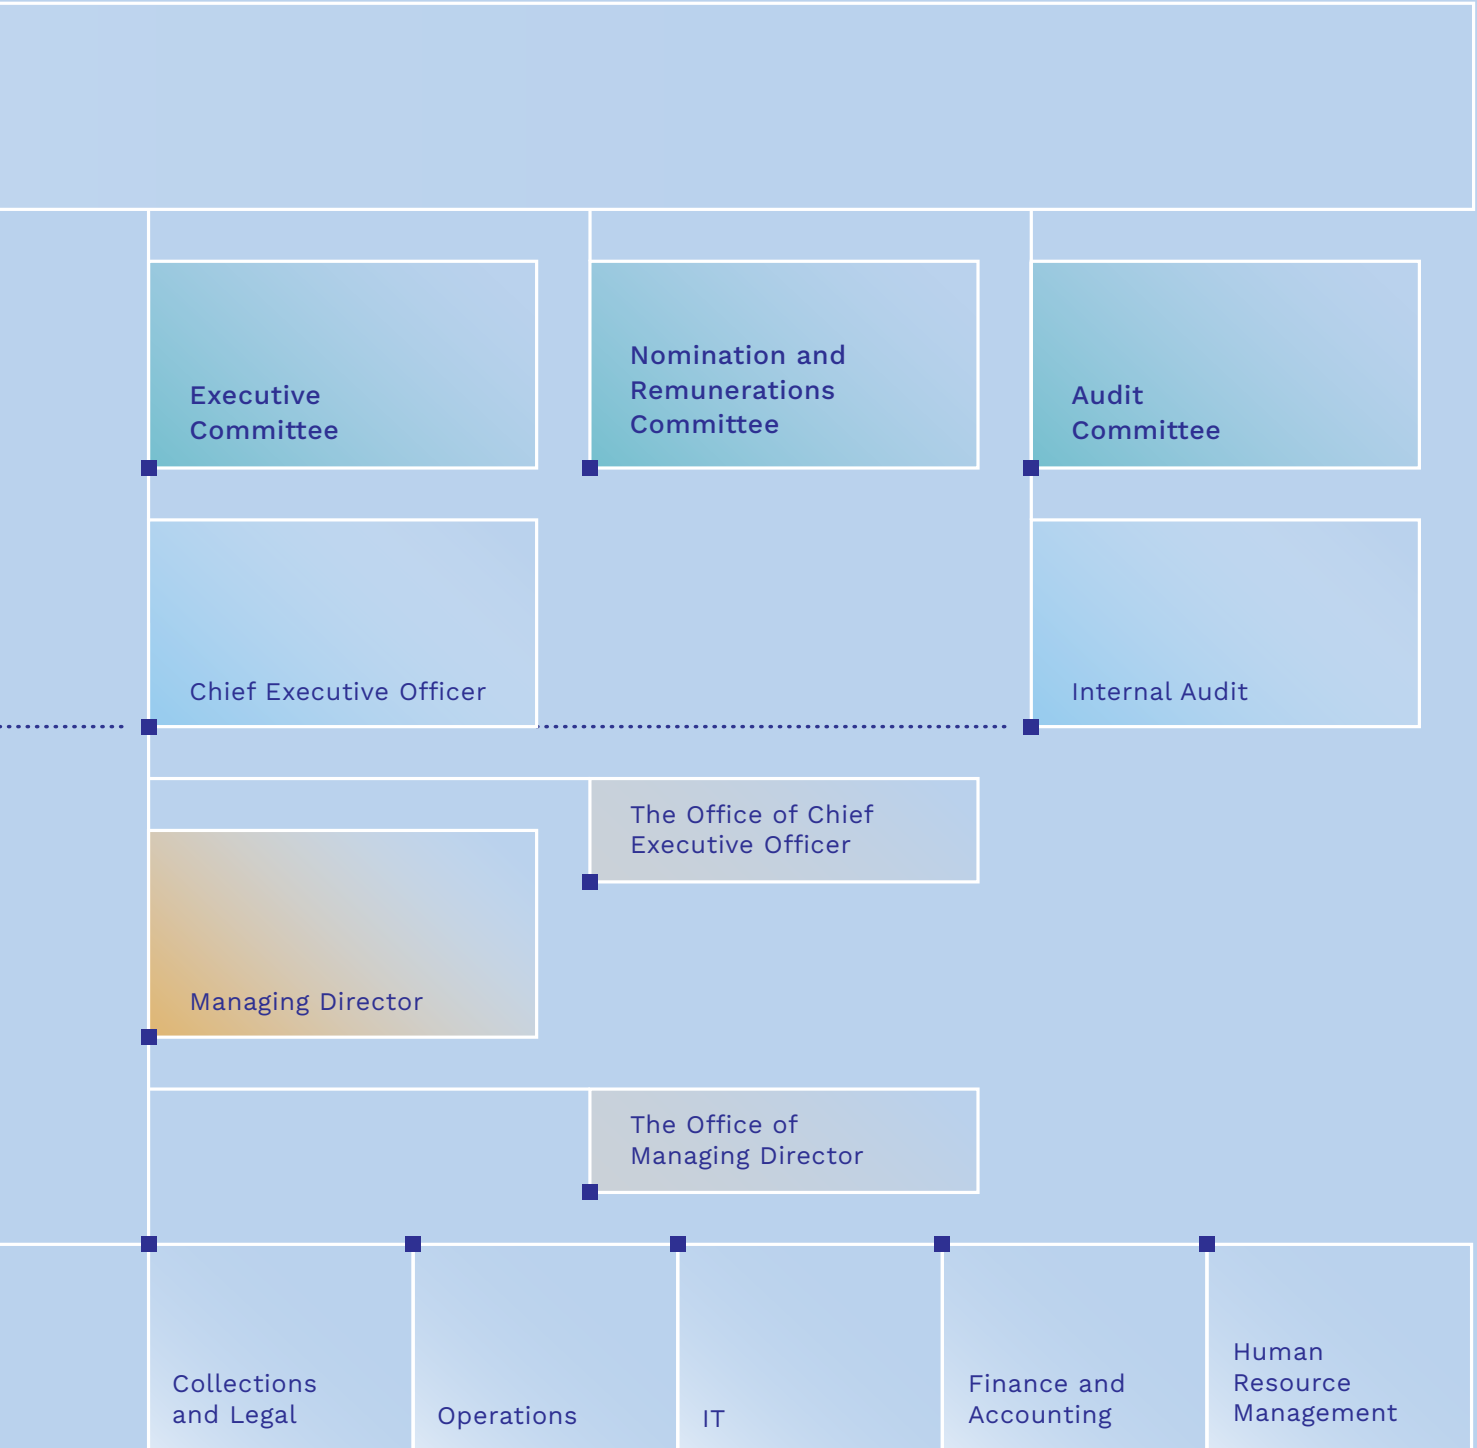 Executive
Committee
Nomination and
Remunerations
Committee
Audit
Committee
Chief Executive Officer
Internal Audit
The Office of Chief
Executive Officer
Managing Director
The Office of
Managing Director
Collections
and Legal
Operations
IT
Finance and
Accounting
Human
Resource
Management